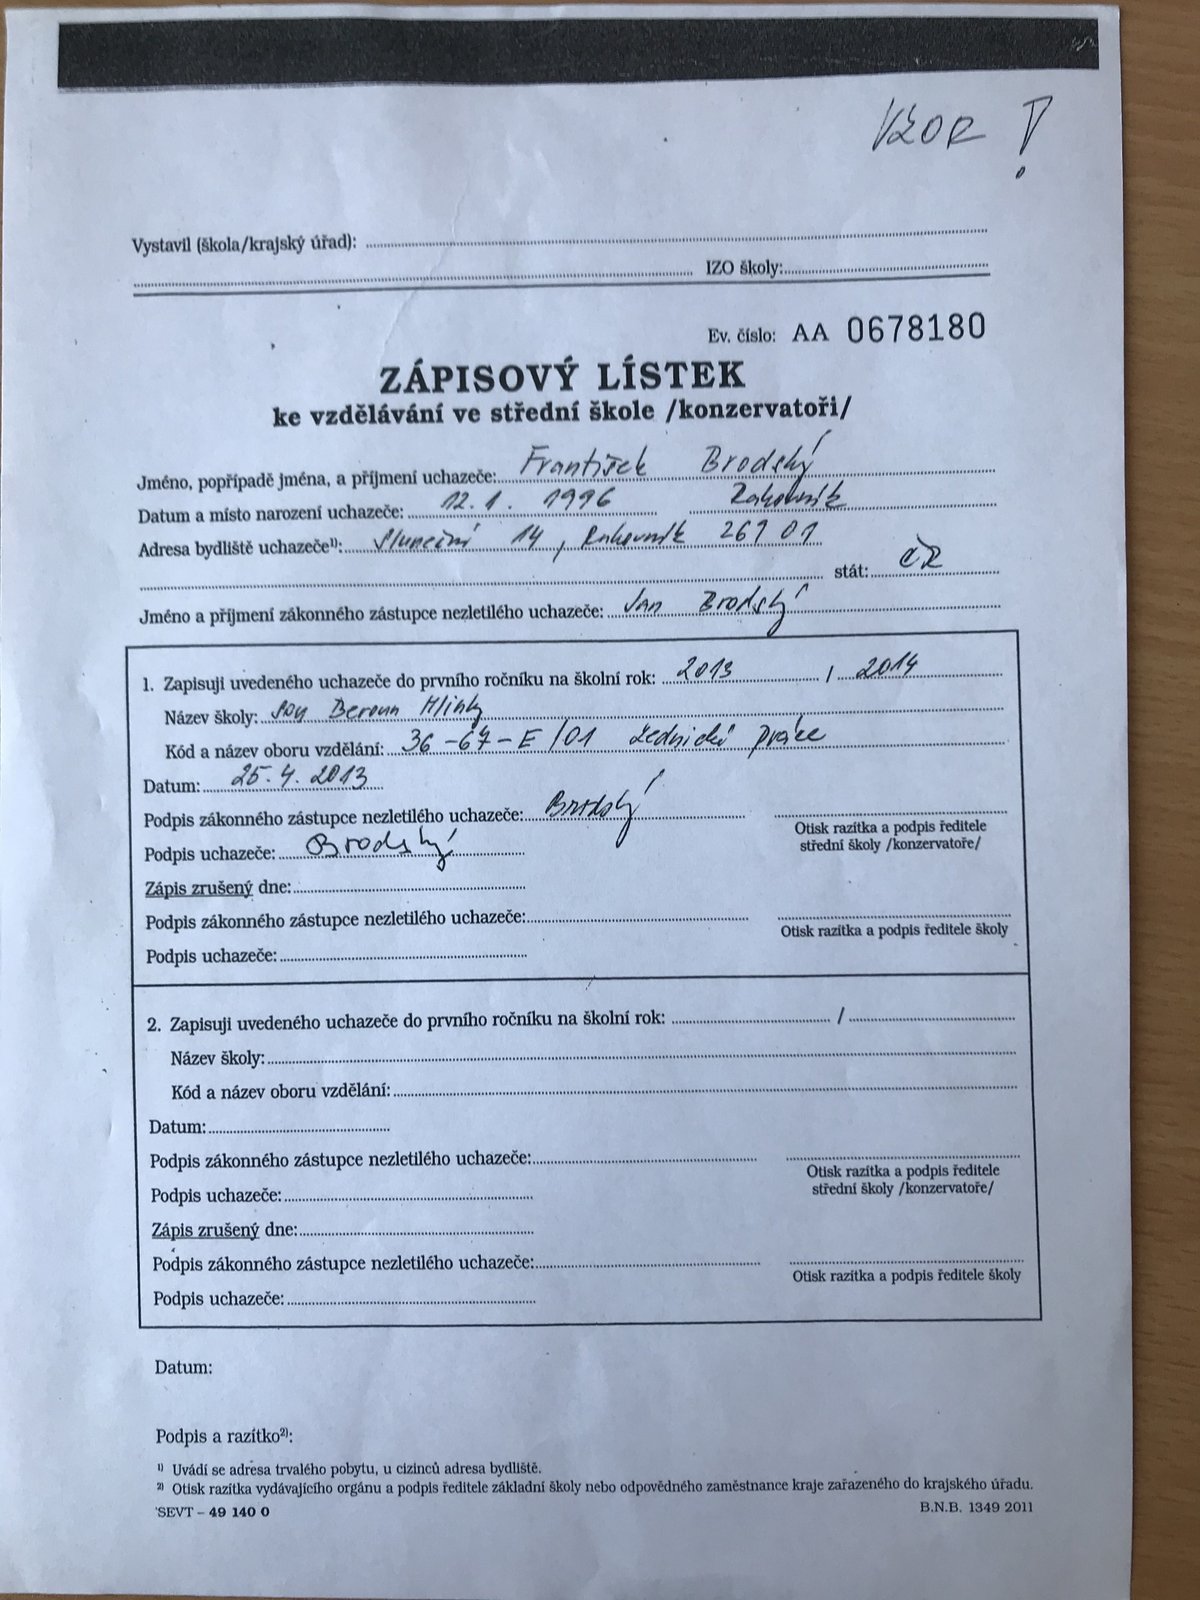 VZOR !
Vystavil (škola/krajský úřad):
IZO školy:
Ev. číslo: AA 0678180
ZÁPISOVÝ LÍSTEK
ke vzdělávání ve střední škole /konzervatoři/
Jméno, popřípadě jména, a příjmení uchazeče: František Brodský
Datum a místo narození uchazeče: 12. 1. 1996 Rakovník
Adresa bydliště uchazeče¹⁾: Sluneční 14, Rakovník 269 01
stát: ČR
Jméno a příjmení zákonného zástupce nezletilého uchazeče: Jan Brodský
1. Zapisuji uvedeného uchazeče do prvního ročníku na školní rok: 2013 / 2014
Název školy: SOU Beroun Hlinky
Kód a název oboru vzdělání: 36-67-E/01 Zednické práce
Datum: 25. 4. 2013
Podpis zákonného zástupce nezletilého uchazeče: Brodský
Podpis uchazeče: Brodský
Otisk razítka a podpis ředitele
střední školy /konzervatoře/
Zápis zrušený dne:
Podpis zákonného zástupce nezletilého uchazeče:
Otisk razítka a podpis ředitele školy
Podpis uchazeče:
2. Zapisuji uvedeného uchazeče do prvního ročníku na školní rok: /
Název školy:
Kód a název oboru vzdělání:
Datum:
Podpis zákonného zástupce nezletilého uchazeče:
Otisk razítka a podpis ředitele
střední školy /konzervatoře/
Podpis uchazeče:
Zápis zrušený dne:
Podpis zákonného zástupce nezletilého uchazeče:
Otisk razítka a podpis ředitele školy
Podpis uchazeče:
Datum:
Podpis a razítko²⁾:
¹⁾ Uvádí se adresa trvalého pobytu, u cizinců adresa bydliště.
²⁾ Otisk razítka vydávajícího orgánu a podpis ředitele základní školy nebo odpovědného zaměstnance kraje zařazeného do krajského úřadu.
SEVT – 49 140 0 B.N.B. 1349 2011